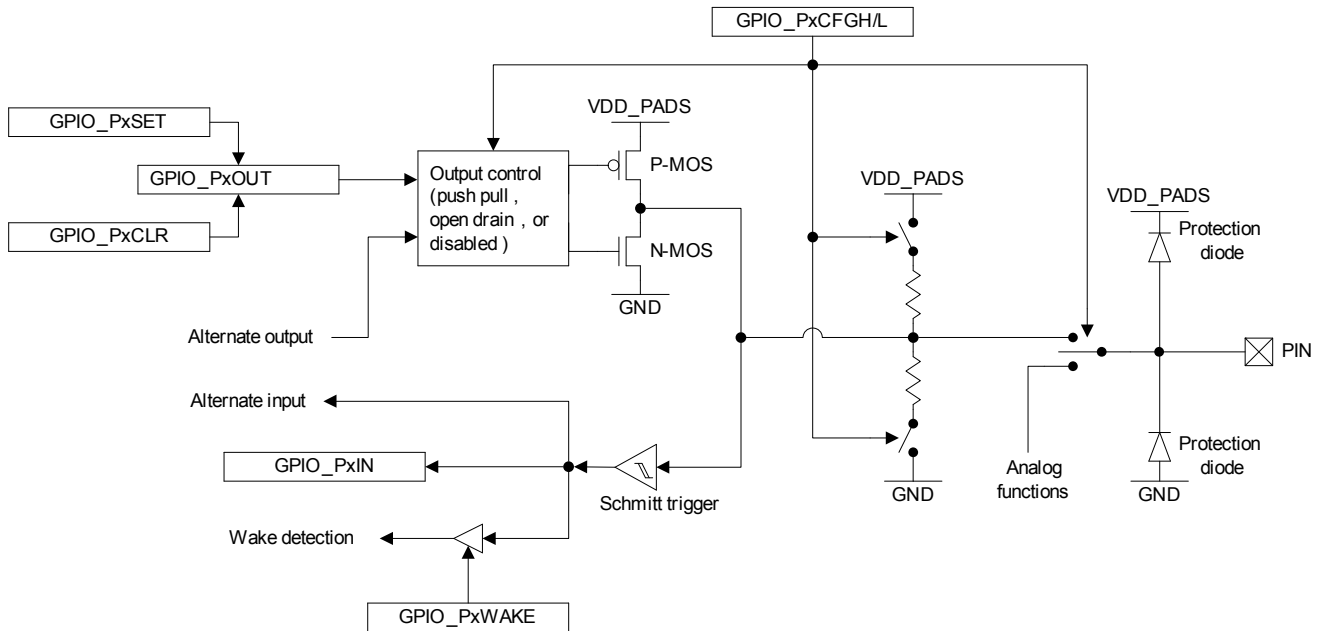 GPIO_PxCFGH/L
VDD_PADS
GPIO_PxSET
P-MOS
Output control
(push pull ,
open drain , or
disabled )
GPIO_PxOUT
VDD_PADS
VDD_PADS
Protection
diode
GPIO_PxCLR
N-MOS
GND
Alternate output
PIN
Alternate input
GPIO_PxIN
Schmitt trigger
Analog
functions
Protection
diode
GND
GND
Wake detection
GPIO_PxWAKE